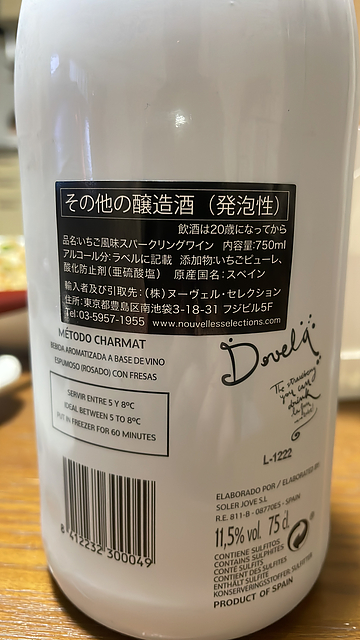 その他の醸造酒（発泡性）
飲酒は20歳になってから
品名:いちご風味スパークリングワイン 内容量:750ml
アルコール分:ラベルに記載 添加物:いちごピューレ、
酸化防止剤(亜硫酸塩) 原産国名:スペイン
輸入者及び引取先:(株)ヌーヴェル・セレクション
住所:東京都豊島区南池袋3-18-31 フジビル5F
Tel:03-5957-1955 www.nouvellesselections.com
MÉTODO CHARMAT
BEBIDA AROMATIZADA A BASE DE VINO
ESPUMOSO (ROSADO) CON FRESAS
SERVIR ENTRE 5 Y 8ºC
IDEAL BETWEEN 5 TO 8ºC
PUT IN FREEZER FOR 60 MINUTES
8 412232 300049
Dovela
The strawberry
you can
drink
L-1222
ELABORADO POR / ELABORATED BY:
SOLER JOVE S.L
R.E. 811-B - 08770ES - SPAIN
11,5% vol. 75 cl.
CONTIENE SULFITOS
CONTAINS SULPHITES
CONTÉ SULFITS
CONTIENT DES SULFITES
ENTHÄLT SULFITE
KONSERVERINGSSTOFFER, SULFITTER
PRODUCT OF SPAIN